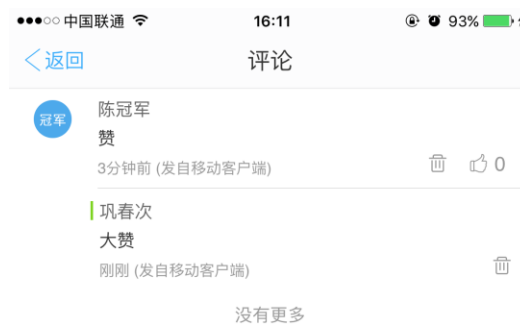 中国联通 16:11 93%
返回 评论
冠军
陈冠军
赞
3分钟前 (发自移动客户端) 0
巩春次
大赞
刚刚 (发自移动客户端)
没有更多